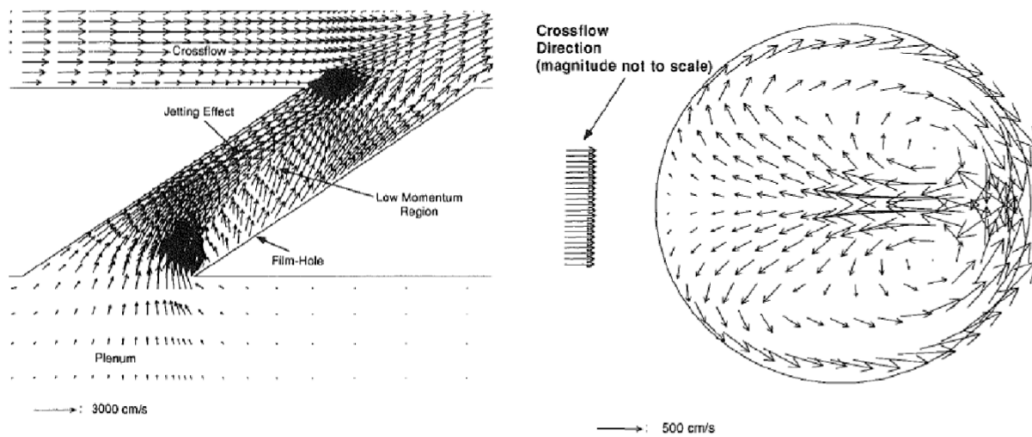 Crossflow
Jetting Effect
Low Momentum
Region
Film-Hole
Plenum
: 3000 cm/s
Crossflow
Direction
(magnitude not to scale)
: 500 cm/s